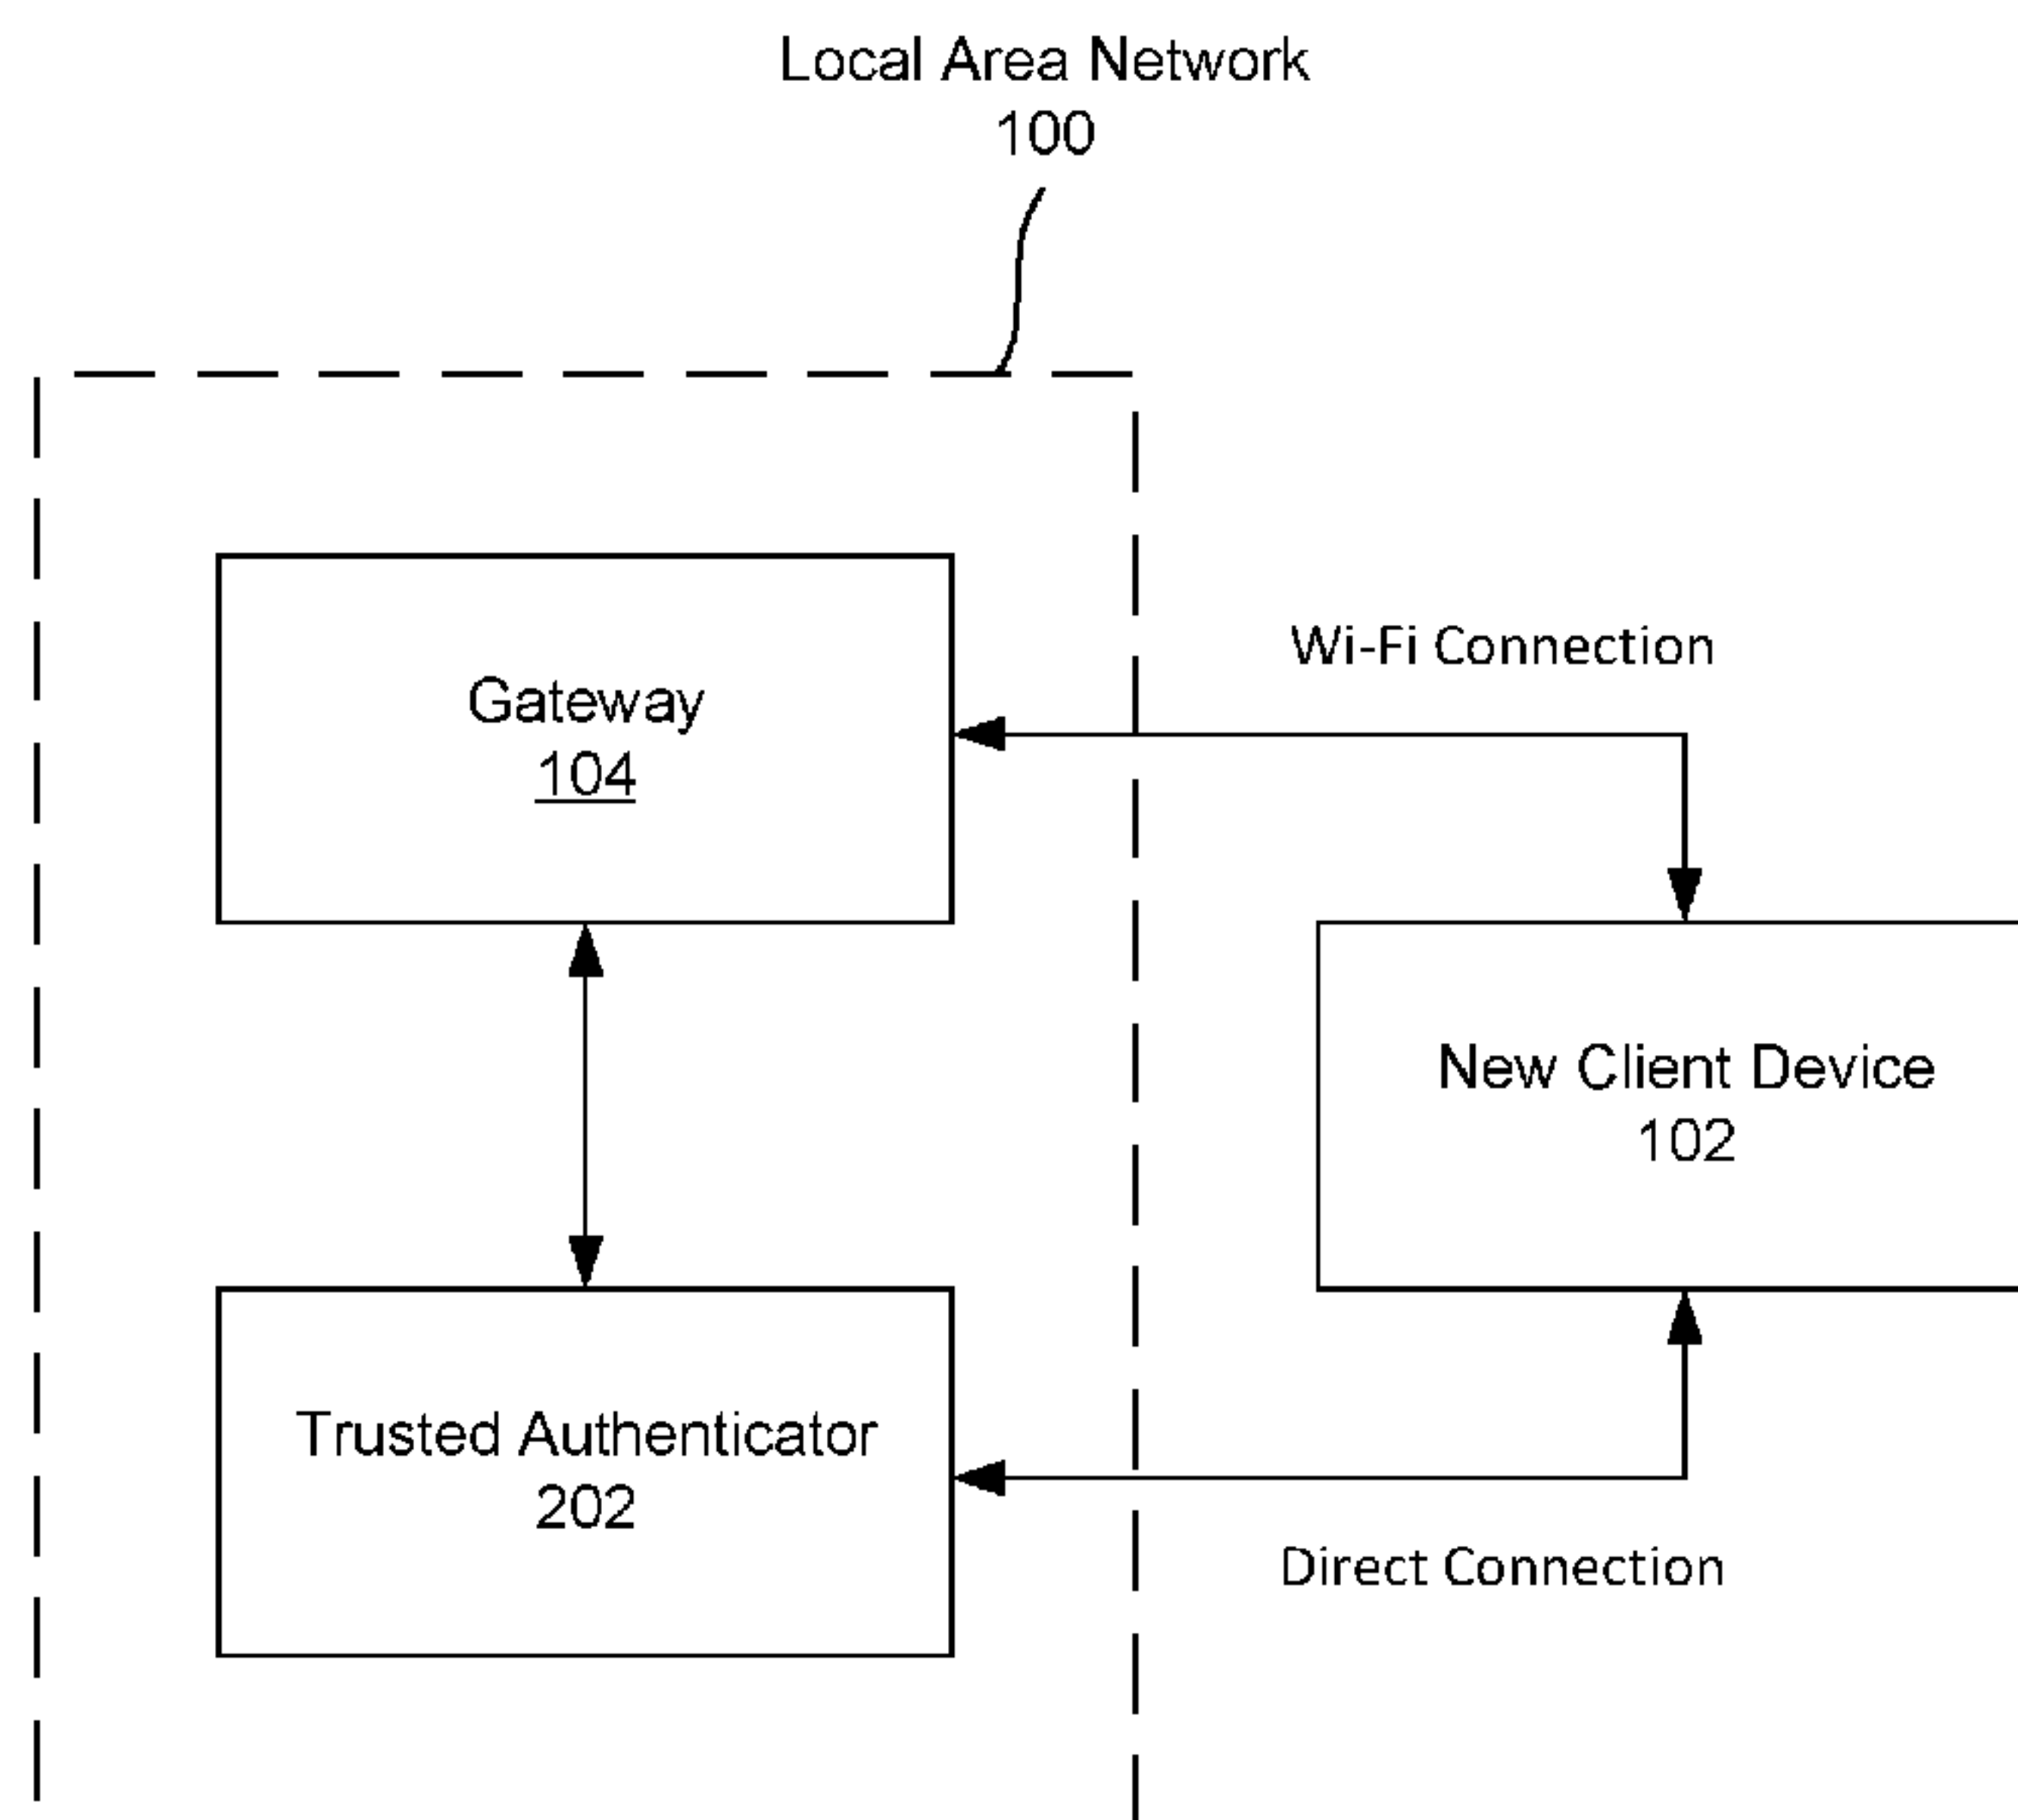 Local Area Network
100
Wi-Fi Connection
Gateway
104
New Client Device
102
Trusted Authenticator
202
Direct Connection